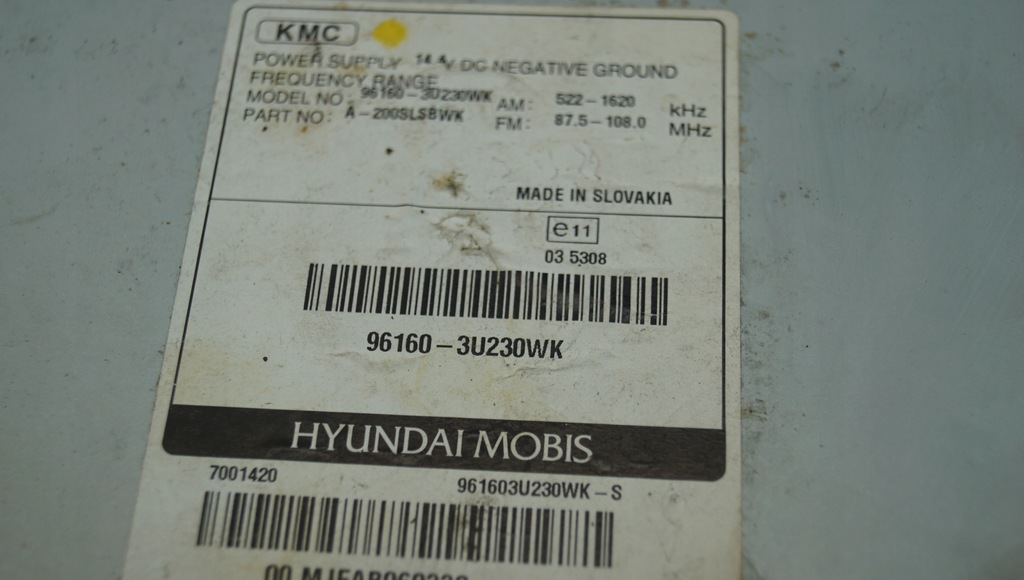 KMC
POWER SUPPLY 14.4V DC NEGATIVE GROUND
FREQUENCY RANGE
MODEL NO : 96160-3U230WK AM : 522-1620 kHz
PART NO : A-200SLSBWK FM : 87.5-108.0 MHz
MADE IN SLOVAKIA
e11
03 5308
96160-3U230WK
HYUNDAI MOBIS
7001420 961603U230WK-S
00